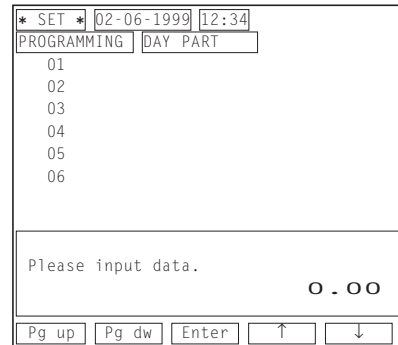 * SET * 02-06-1999 12:34
PROGRAMMING DAY PART
01
02
03
04
05
06
Please input data.
0.00
Pg up Pg dw Enter ↑ ↓